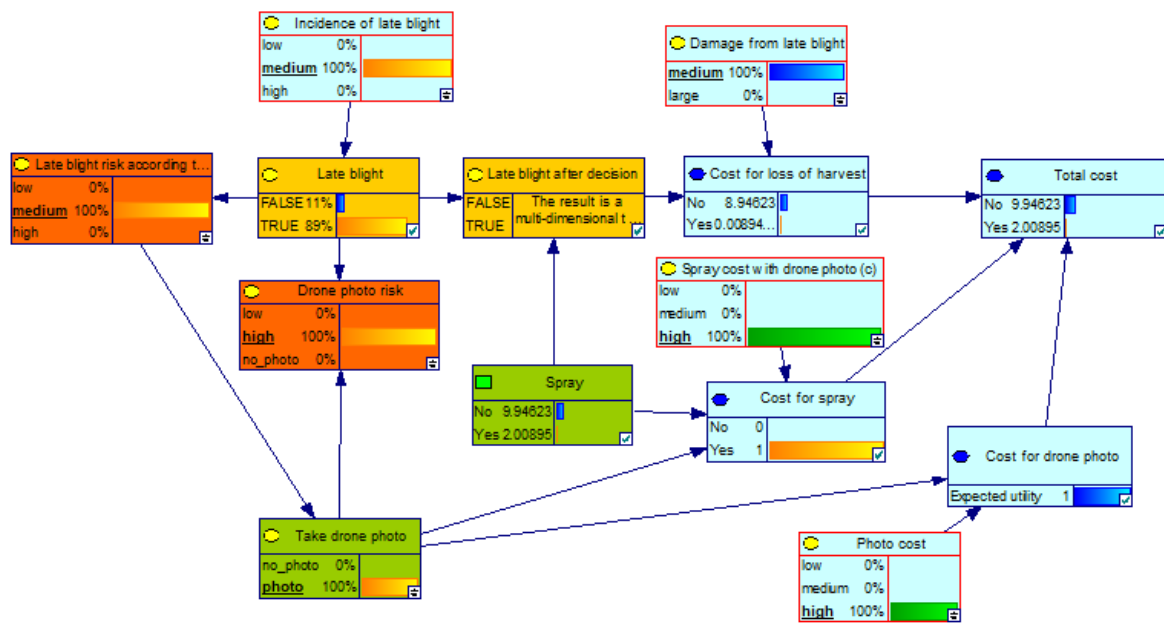 Incidence of late blight
low 0%
medium 100%
high 0%
Damage from late blight
medium 100%
large 0%
Late blight risk according t...
low 0%
medium 100%
high 0%
Late blight
FALSE 11%
TRUE 89%
Late blight after decision
FALSE
TRUE
The result is a
multi-dimensional t ...
Cost for loss of harvest
No 8.94623
Yes 0.00894...
Total cost
No 9.94623
Yes 2.00895
Drone photo risk
low 0%
high 100%
no_photo 0%
Spray cost with drone photo (c)
low 0%
medium 0%
high 100%
Spray
No 9.94623
Yes 2.00895
Cost for spray
No 0
Yes 1
Cost for drone photo
Expected utility 1
Take drone photo
no_photo 0%
photo 100%
Photo cost
low 0%
medium 0%
high 100%